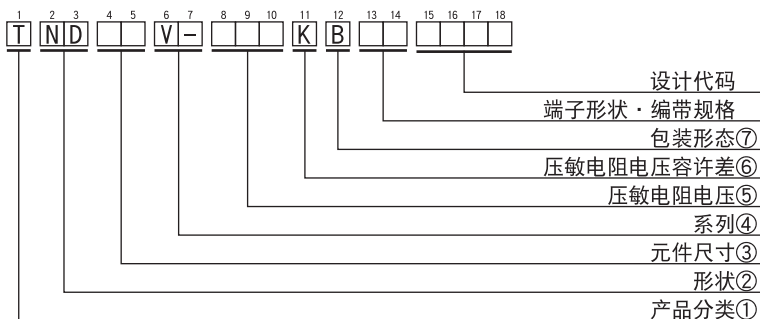 1 2 3 4 5 6 7 8 9 10 11 12 13 14 15 16 17 18
T N D V - K B
设计代码
端子形状・编带规格
包装形态⑦
压敏电阻电压容许差⑥
压敏电阻电压⑤
系列④
元件尺寸③
形状②
产品分类①